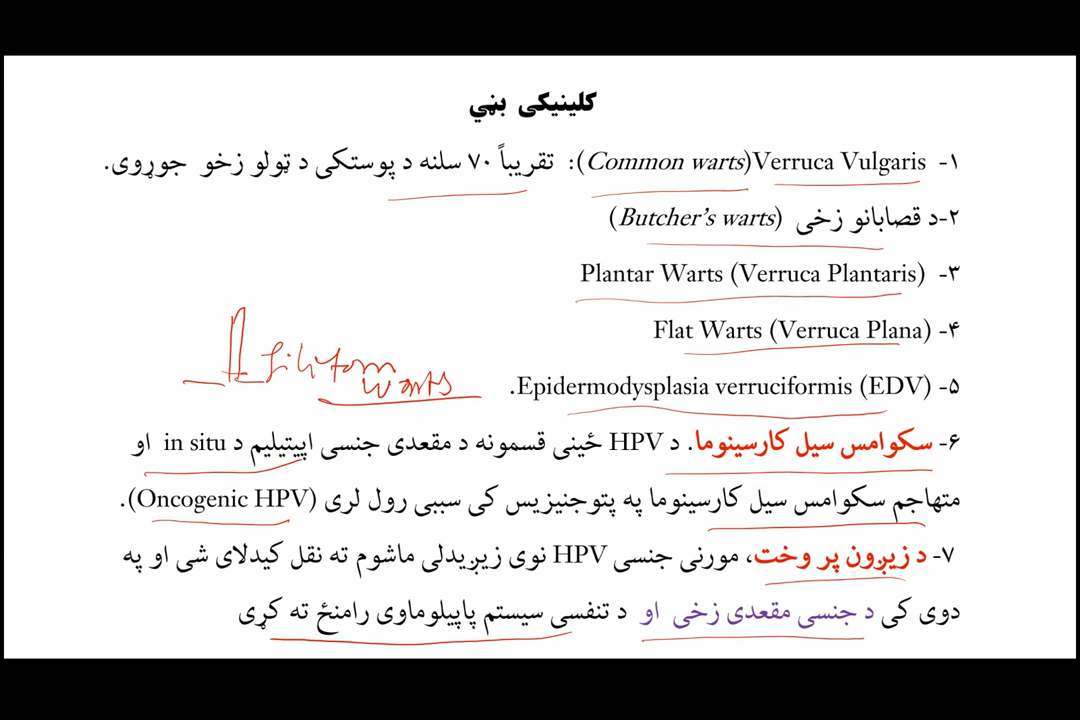 کلینیکی بڼي
۱- Verruca Vulgaris(Common warts): تقریباً ۷۰ سلنه د پوستکی د ټولو زخو جوړوی.
۲-د قصابانو زخی (Butcher's warts)
۳- Plantar Warts (Verruca Plantaris)
۴- Flat Warts (Verruca Plana)
filiform
warts
۵- Epidermodysplasia verruciformis (EDV).
۶- سکوامس سیل کارسینوما. د HPV ځینی قسمونه د مقعدی جنسی اپیتیلیم د in situ او
متهاجم سکوامس سیل کارسینوما په پتوجنیزیس کی سببی رول لری (Oncogenic HPV).
۷- د زیږون پر وخت، مورنی جنسی HPV نوی زیږیدلی ماشوم ته نقل کیدلای شی او په
دوی کی د جنسی مقعدی زخی او د تنفسی سیستم پاپیلوماوی رامنځ ته کړی